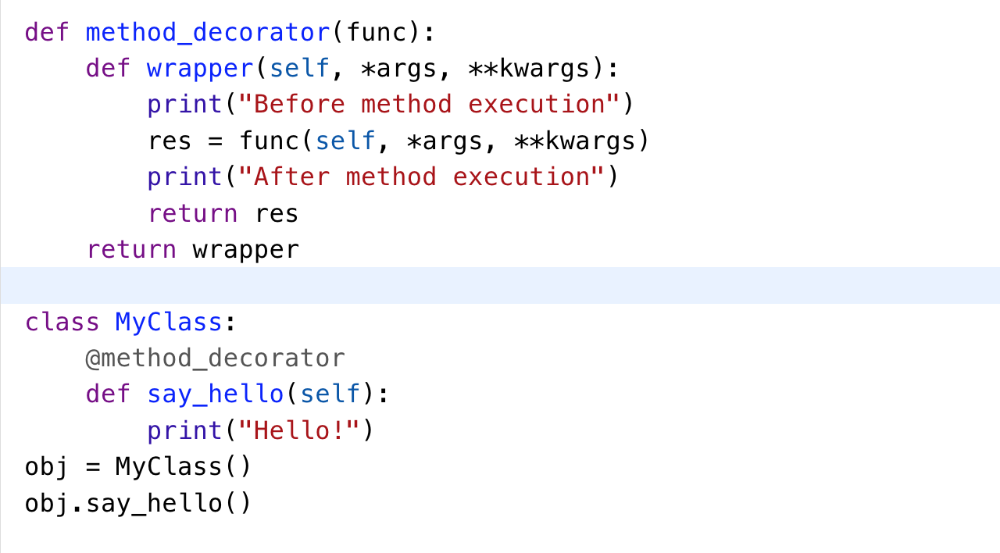 def method_decorator(func):
    def wrapper(self, *args, **kwargs):
        print("Before method execution")
        res = func(self, *args, **kwargs)
        print("After method execution")
        return res
    return wrapper

class MyClass:
    @method_decorator
    def say_hello(self):
        print("Hello!")
obj = MyClass()
obj.say_hello()